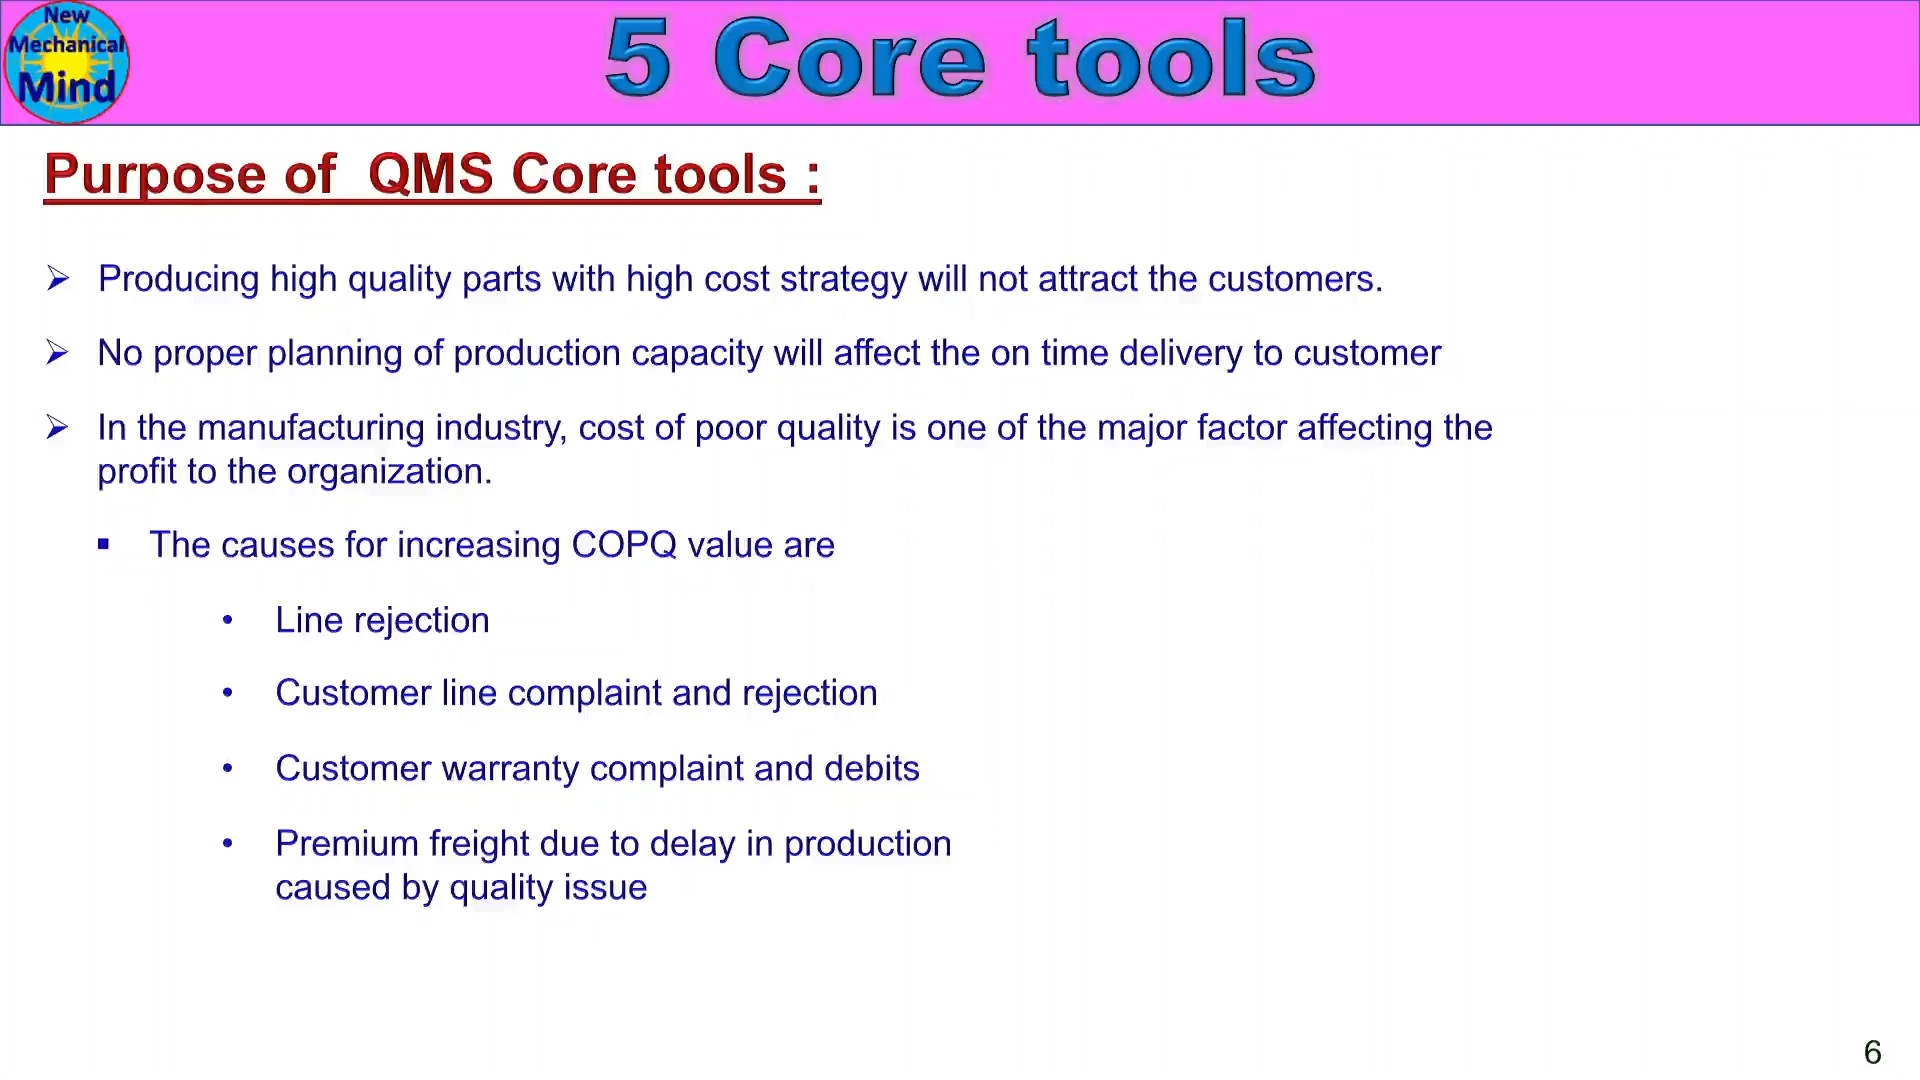 New
Mechanical
Mind
5 Core tools
Purpose of QMS Core tools :
➢ Producing high quality parts with high cost strategy will not attract the customers.
➢ No proper planning of production capacity will affect the on time delivery to customer
➢ In the manufacturing industry, cost of poor quality is one of the major factor affecting the
profit to the organization.
▪ The causes for increasing COPQ value are
• Line rejection
• Customer line complaint and rejection
• Customer warranty complaint and debits
• Premium freight due to delay in production
caused by quality issue
6